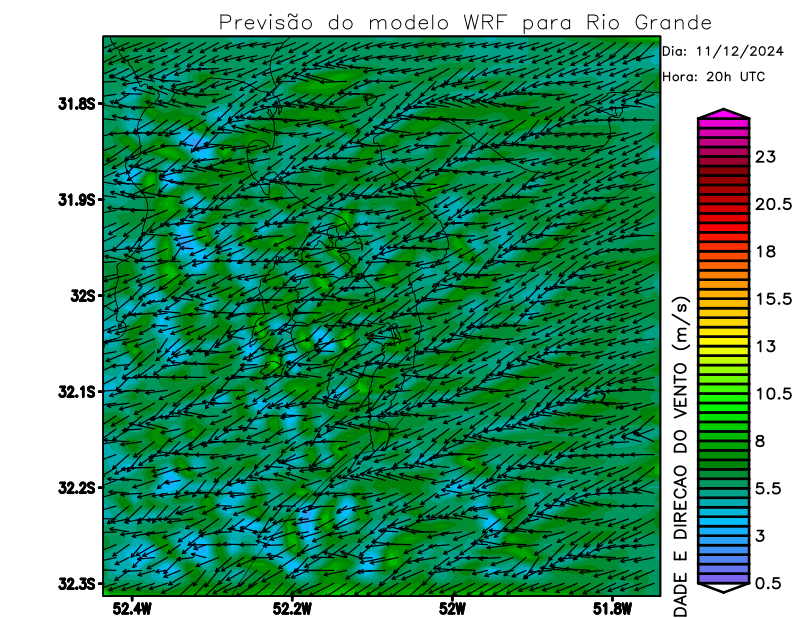 Previsão do modelo WRF para Rio Grande
Dia: 11/12/2024
Hora: 20h UTC
31.8S
31.9S
32S
32.1S
32.2S
32.3S
52.4W
52.2W
52W
51.8W
23
20.5
18
15.5
13
10.5
8
5.5
3
0.5
DADE E DIRECAO DO VENTO (m/s)